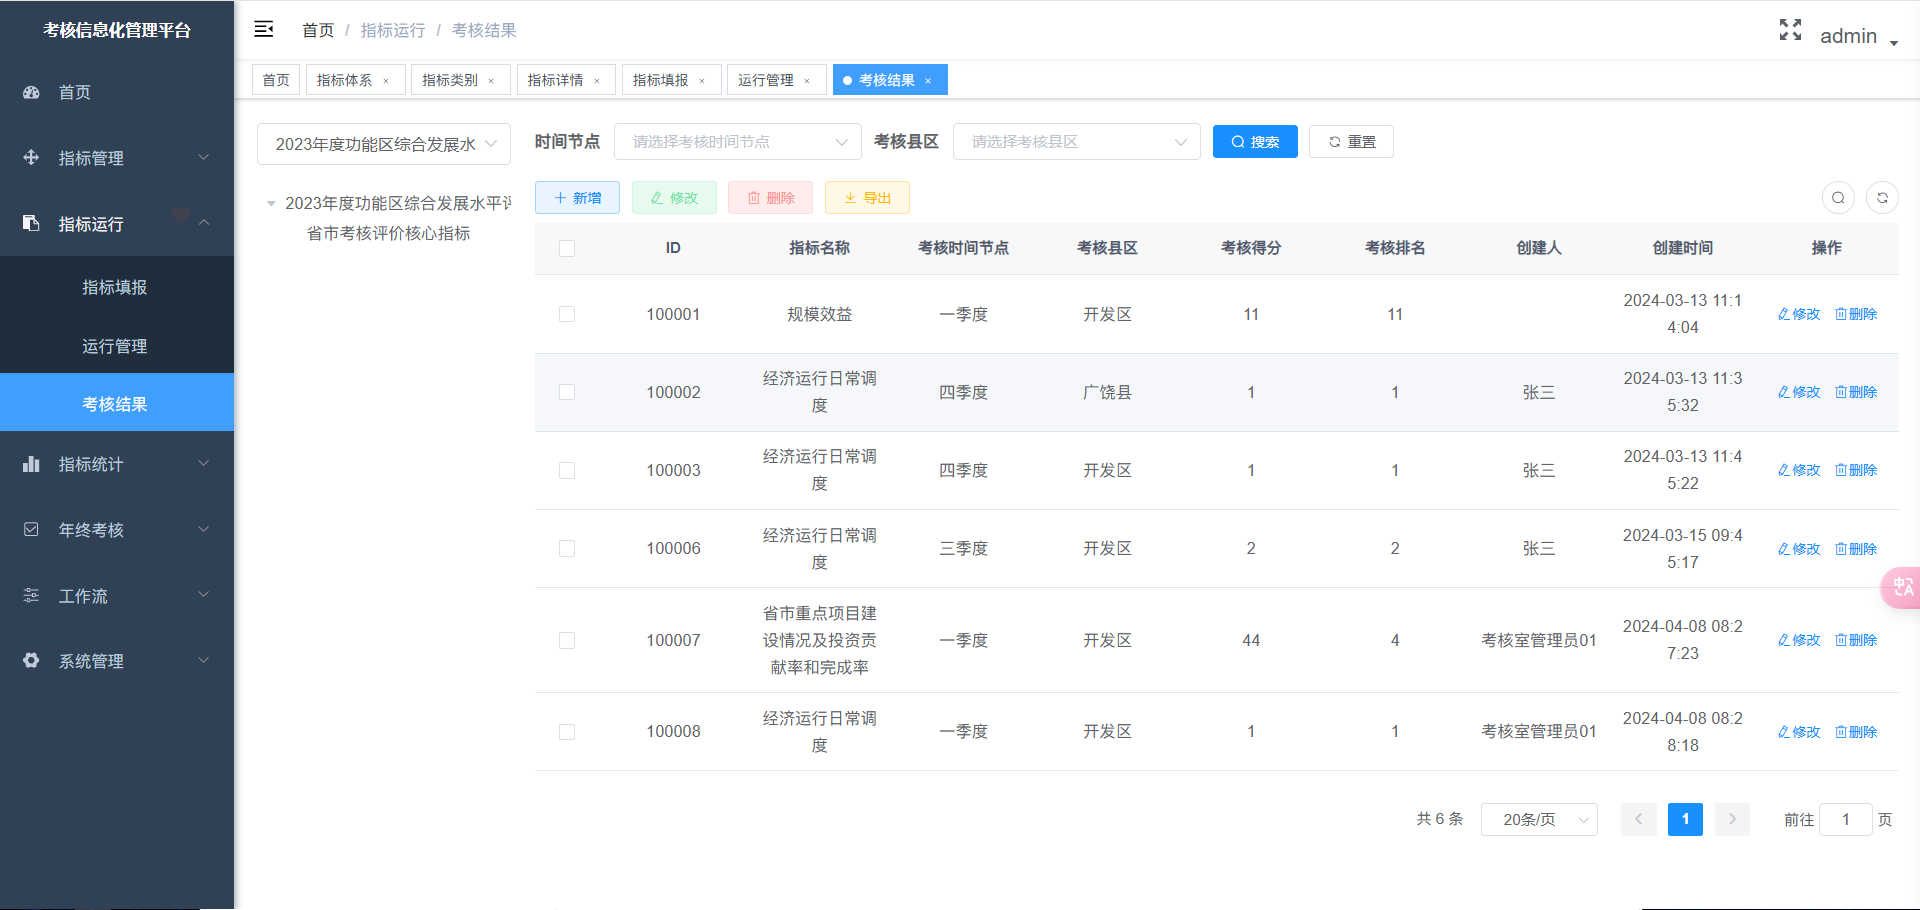 考核信息化管理平台
首页
指标管理
指标运行
指标填报
运行管理
考核结果
指标统计
年终考核
工作流
系统管理
首页 / 指标运行 / 考核结果
admin
首页 指标体系 × 指标类别 × 指标详情 × 指标填报 × 运行管理 × 考核结果 ×
2023年度功能区综合发展水
2023年度功能区综合发展水平评
省市考核评价核心指标
时间节点 请选择考核时间节点 考核县区 请选择考核县区 搜索 重置
新增 修改 删除 导出
ID 指标名称 考核时间节点 考核县区 考核得分 考核排名 创建人 创建时间 操作
100001 规模效益 一季度 开发区 11 11 2024-03-13 11:1
4:04 修改 删除
100002 经济运行日常调
度 四季度 广饶县 1 1 张三 2024-03-13 11:3
5:32 修改 删除
100003 经济运行日常调
度 四季度 开发区 1 1 张三 2024-03-13 11:4
5:22 修改 删除
100006 经济运行日常调
度 三季度 开发区 2 2 张三 2024-03-15 09:4
5:17 修改 删除
100007 省市重点项目建
设情况及投资贡
献率和完成率 一季度 开发区 44 4 考核室管理员01 2024-04-08 08:2
7:23 修改 删除
100008 经济运行日常调
度 一季度 开发区 1 1 考核室管理员01 2024-04-08 08:2
8:18 修改 删除
共 6 条 20条/页 1 前往 1 页